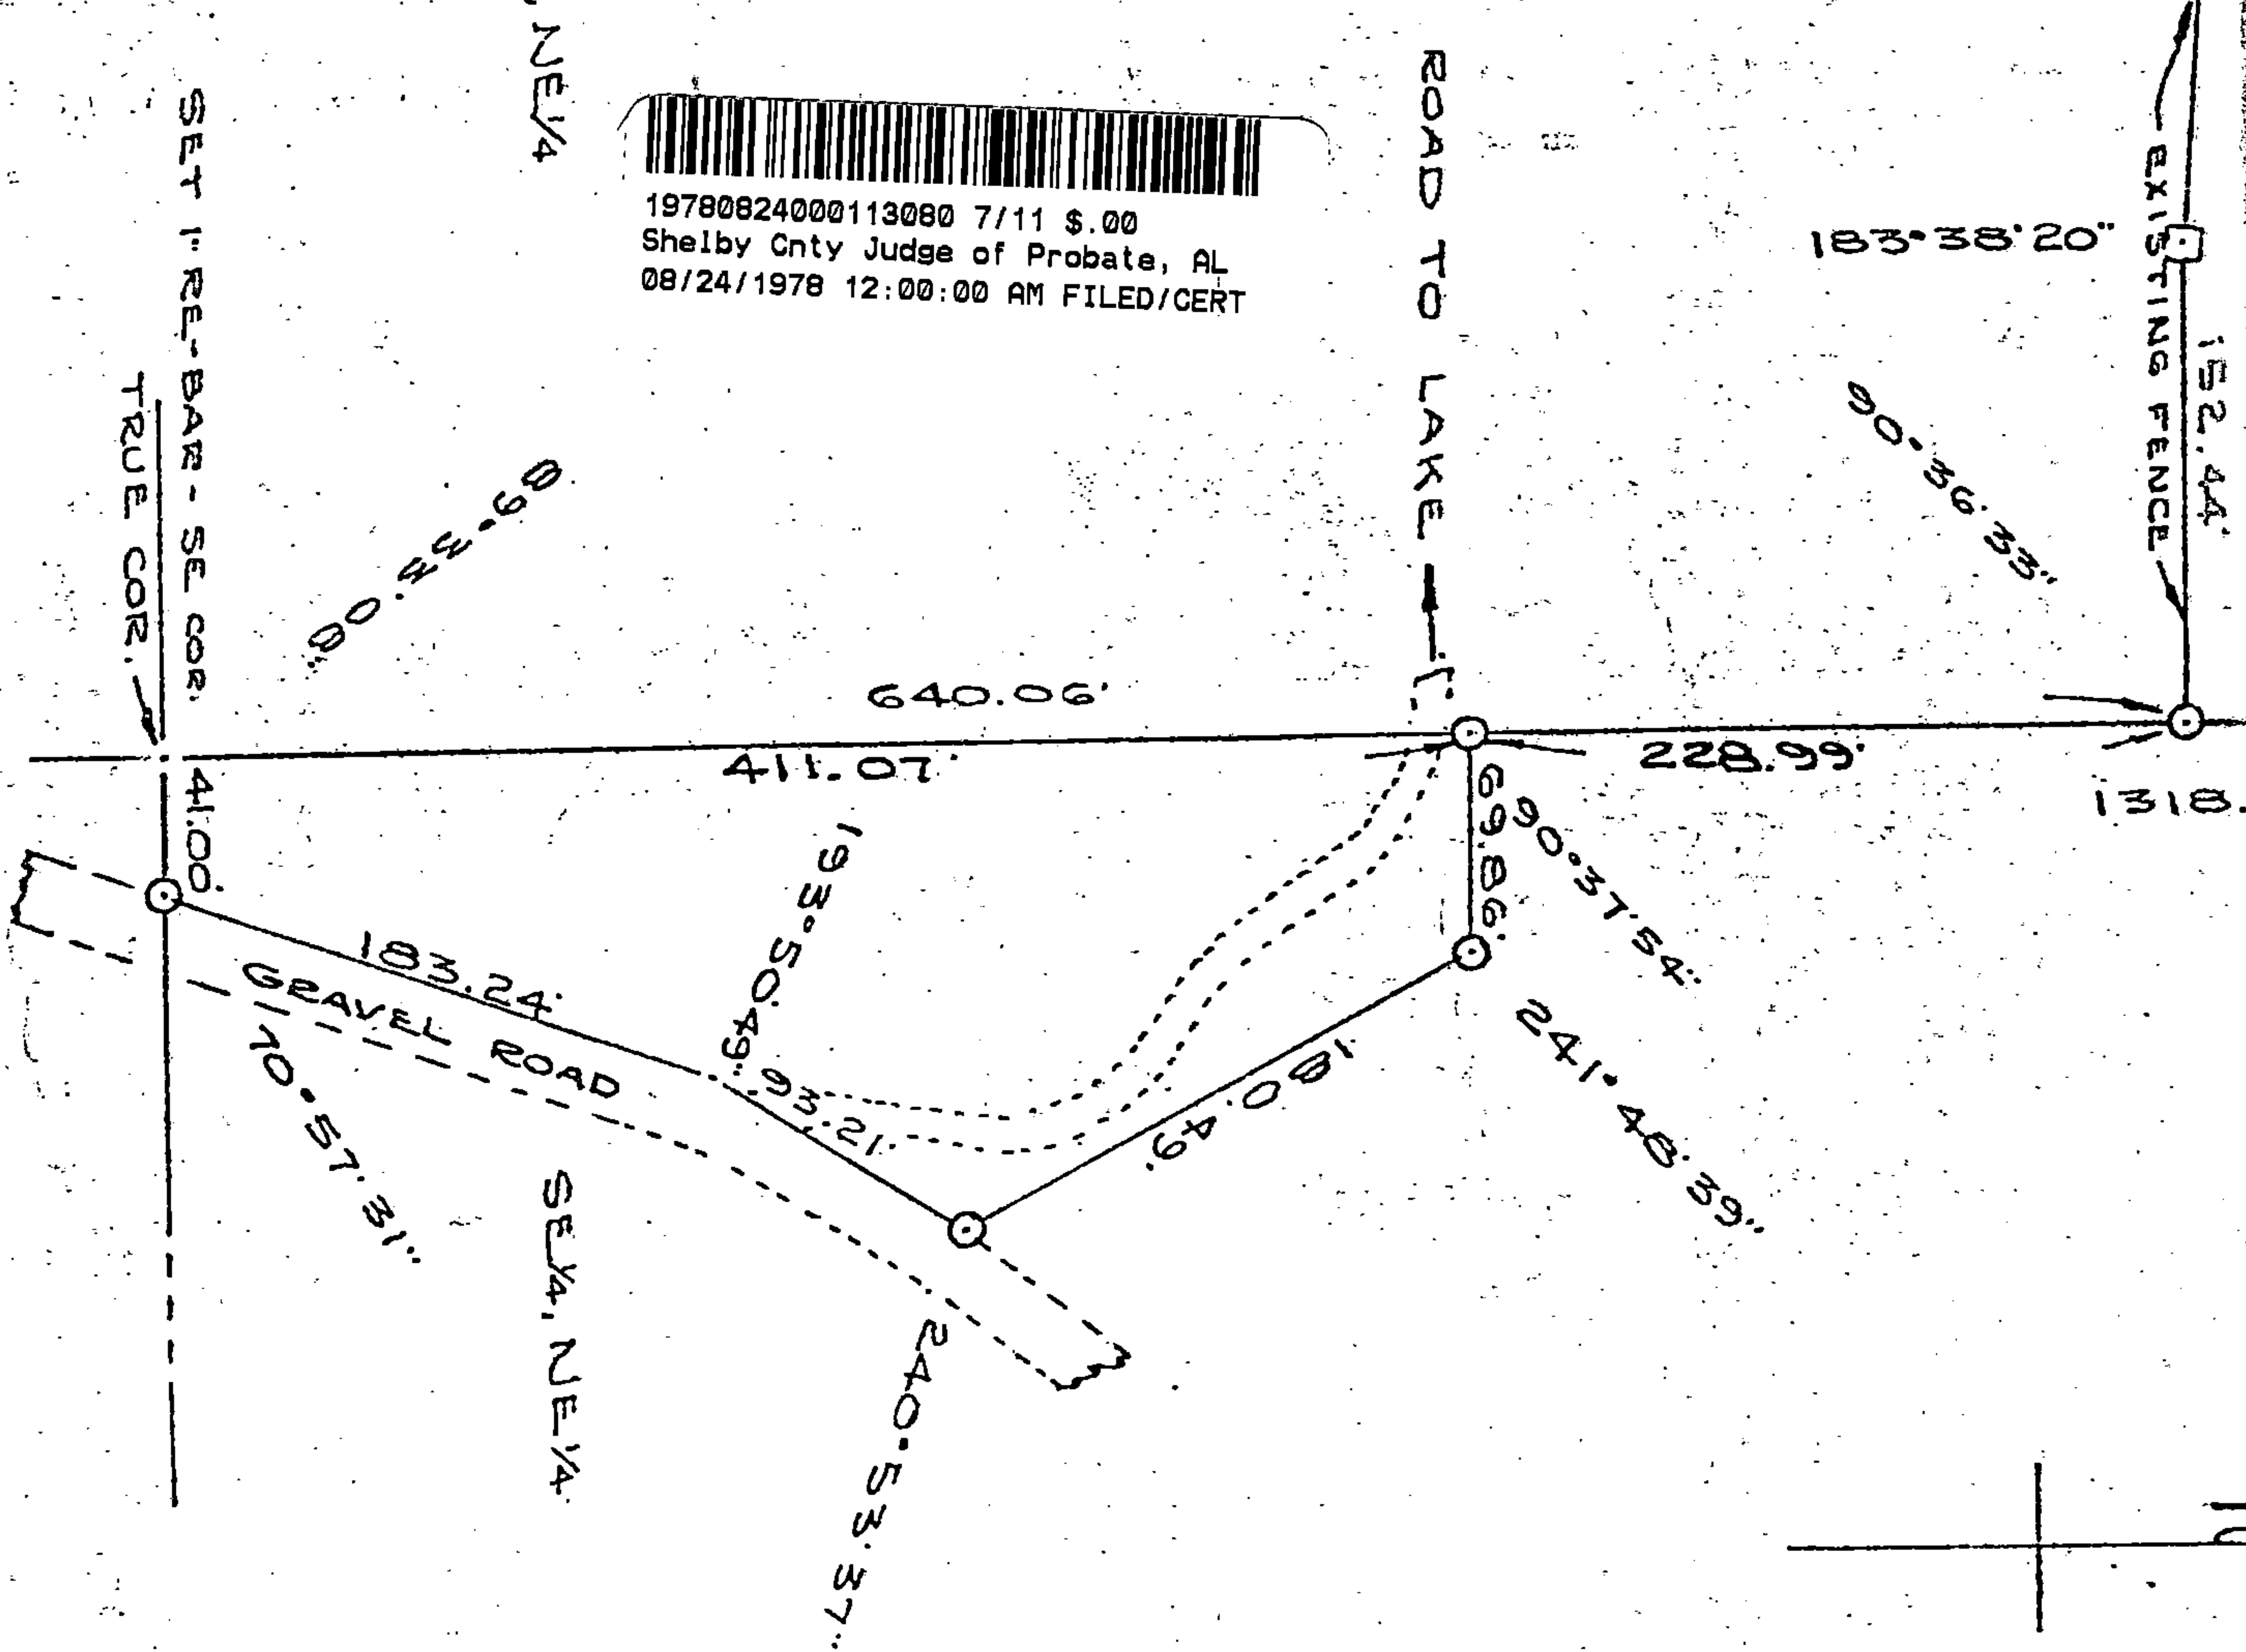 NE1/4
19780824000113080 7/11 $.00
Shelby Cnty Judge of Probate, AL
08/24/1978 12:00:00 AM FILED/CERT
ROAD TO LAKE
EXISTING FENCE
183°38'20"
152.44'
90°36'33"
SET 1" RE-BAR - SE COR.
TRUE COR.
89°33'08"
640.06'
411.07'
228.99'
1318.
41.00'
69.86'
90°37'54"
193°50'49"
183.24'
GRAVEL ROAD
93.21'
180.49'
241°48'39"
70°57'31"
SE1/4, NE1/4
240°53'37"